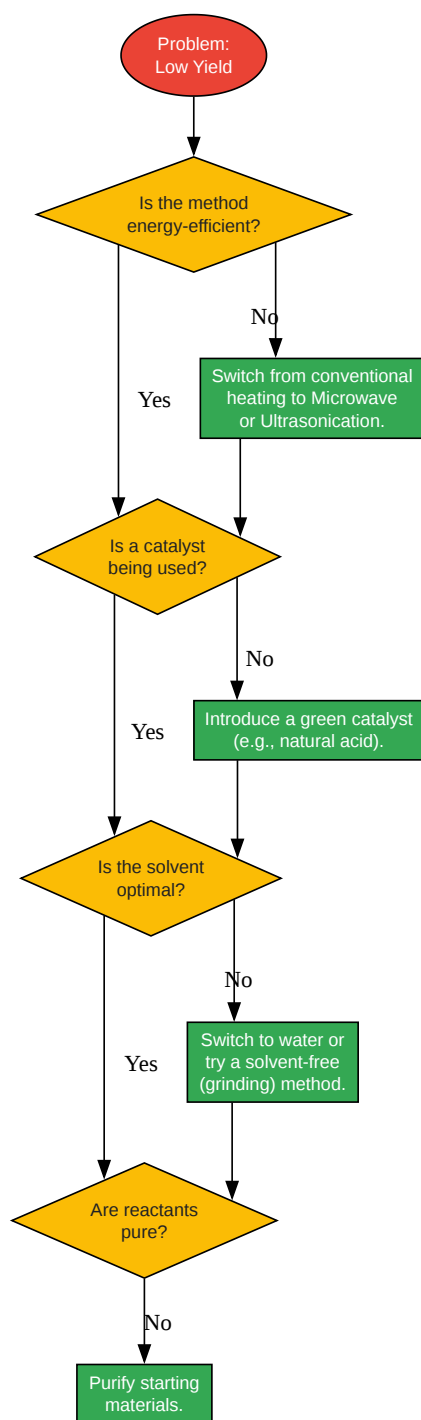 Problem:
Low Yield
Is the method
energy-efficient?
No
Switch from conventional
heating to Microwave
or Ultrasonication.
Yes
Is a catalyst
being used?
No
Introduce a green catalyst
(e.g., natural acid).
Yes
Is the solvent
optimal?
No
Switch to water or
try a solvent-free
(grinding) method.
Yes
Are reactants
pure?
No
Purify starting
materials.